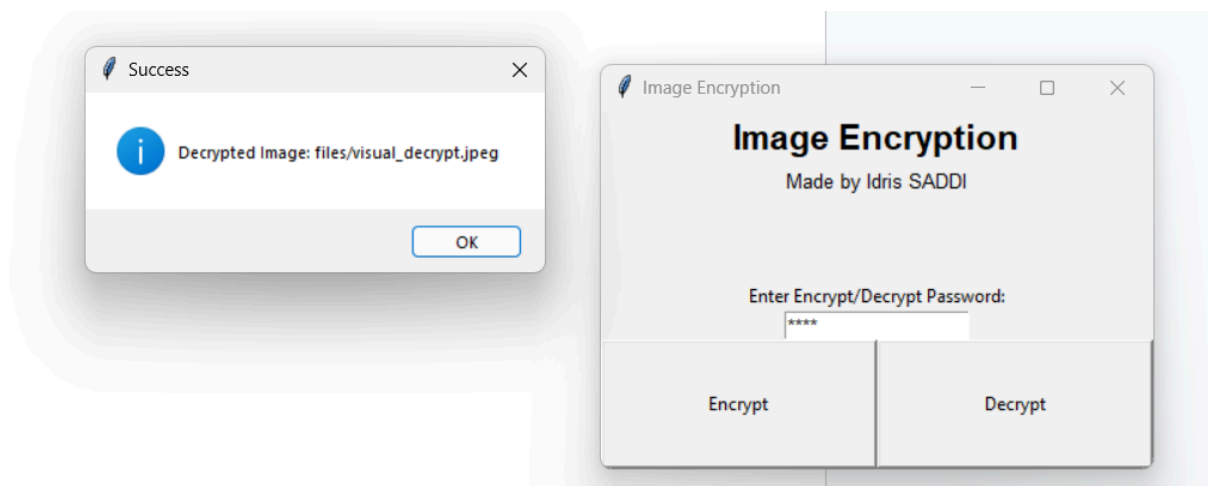 Success
Decrypted Image: files/visual_decrypt.jpeg
OK
Image Encryption
Image Encryption
Made by Idris SADDI
Enter Encrypt/Decrypt Password:
****
Encrypt
Decrypt